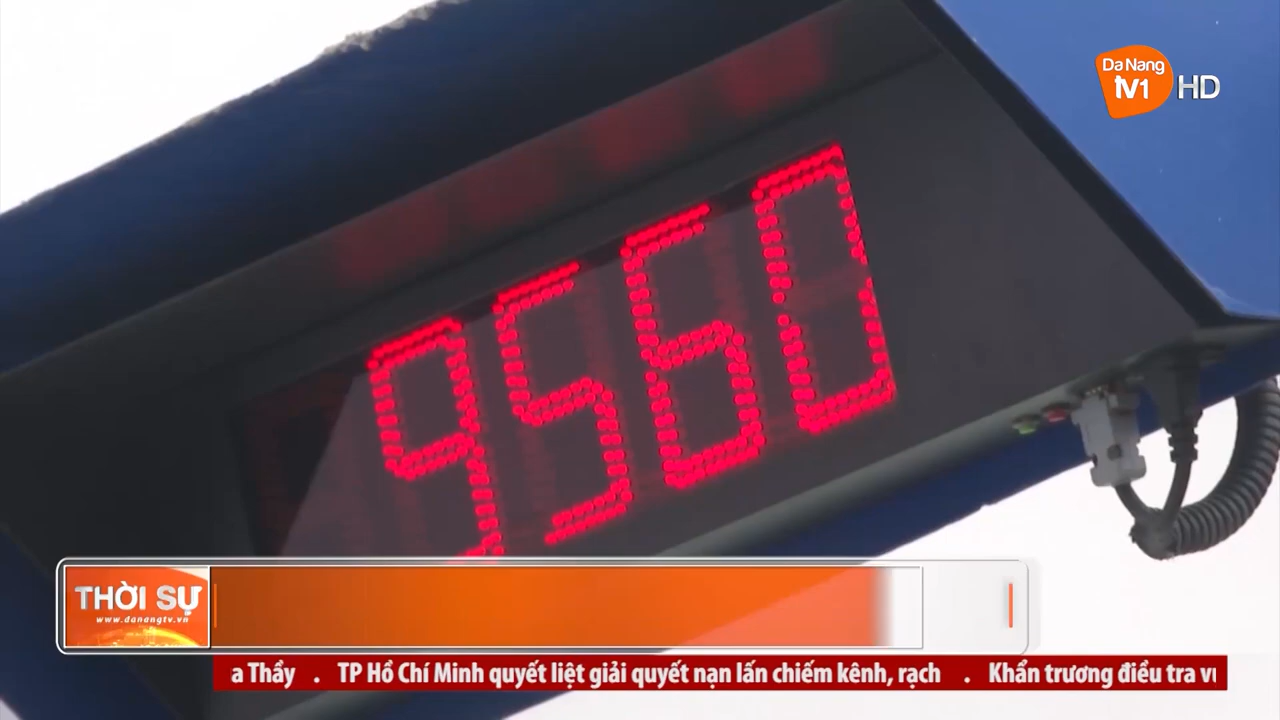 Da Nang
TV1 HD
9560
THỜI SỰ
www.danangtv.vn
a Thầy . TP Hồ Chí Minh quyết liệt giải quyết nạn lấn chiếm kênh, rạch . Khẩn trương điều tra